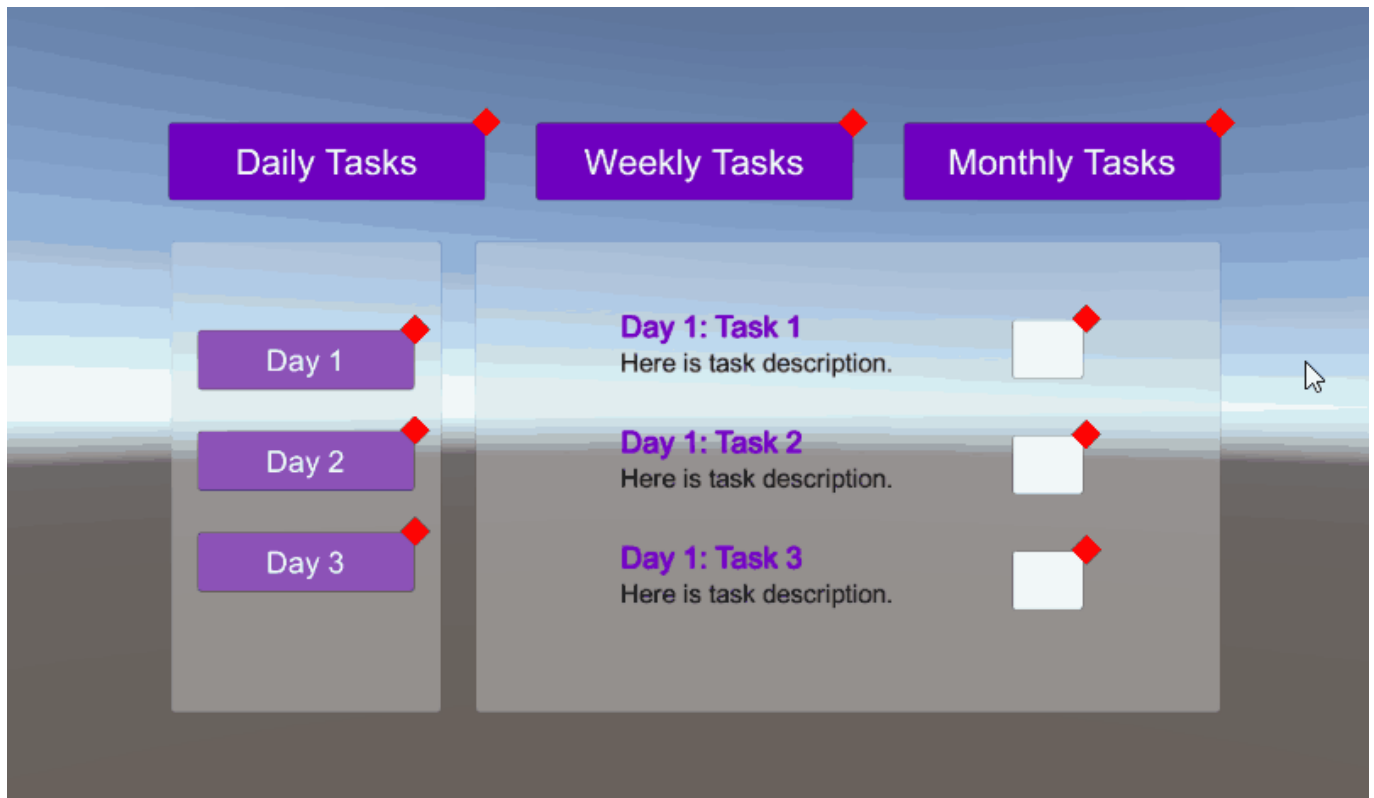 Daily Tasks
Weekly Tasks
Monthly Tasks
Day 1
Day 2
Day 3
Day 1: Task 1
Here is task description.
Day 1: Task 2
Here is task description.
Day 1: Task 3
Here is task description.